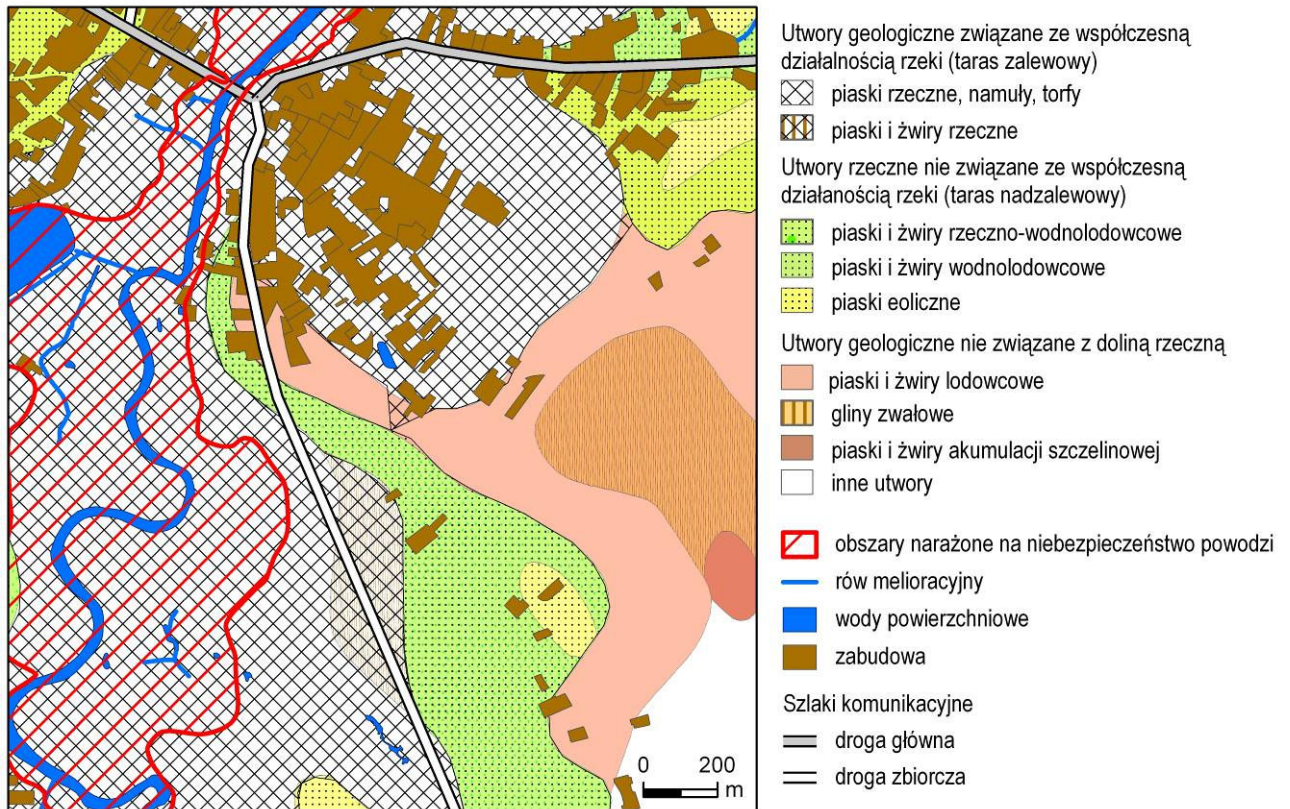 Utwory geologiczne związane ze współczesną
działalnością rzeki (taras zalewowy)
piaski rzeczne, namuły, torfy
piaski i żwiry rzeczne
Utwory rzeczne nie związane ze współczesną
działanością rzeki (taras nadzalewowy)
piaski i żwiry rzeczno-wodnolodowcowe
piaski i żwiry wodnolodowcowe
piaski eoliczne
Utwory geologiczne nie związane z doliną rzeczną
piaski i żwiry lodowcowe
gliny zwałowe
piaski i żwiry akumulacji szczelinowej
inne utwory
obszary narażone na niebezpieczeństwo powodzi
rów melioracyjny
wody powierzchniowe
zabudowa
Szlaki komunikacyjne
droga główna
droga zbiorcza
0 200
m